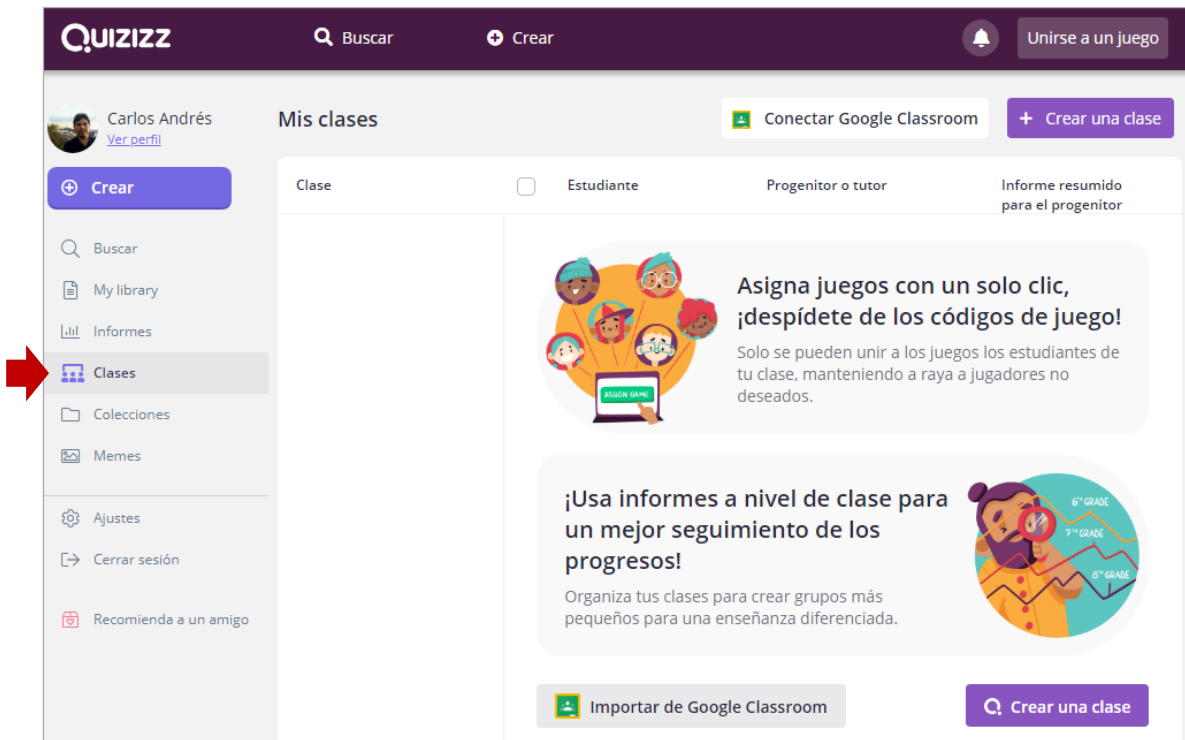 QUIZIZZ
Buscar
Crear
Unirse a un juego
Carlos Andrés
Ver perfil
Crear
Buscar
My library
Informes
Clases
Colecciones
Memes
Ajustes
Cerrar sesión
Recomienda a un amigo
Mis clases
Conectar Google Classroom
+ Crear una clase
Clase
Estudiante
Progenitor o tutor
Informe resumido
para el progenitor
ASSIGN GAME
Asigna juegos con un solo clic,
¡despídete de los códigos de juego!
Solo se pueden unir a los juegos los estudiantes de
tu clase, manteniendo a raya a jugadores no
deseados.
¡Usa informes a nivel de clase para
un mejor seguimiento de los
progresos!
Organiza tus clases para crear grupos más
pequeños para una enseñanza diferenciada.
6TH GRADE
7TH GRADE
8TH GRADE
Importar de Google Classroom
Crear una clase